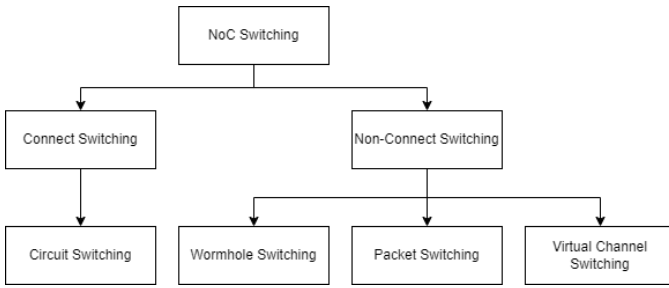 NoC Switching
Connect Switching
Non-Connect Switching
Circuit Switching
Wormhole Switching
Packet Switching
Virtual Channel
Switching